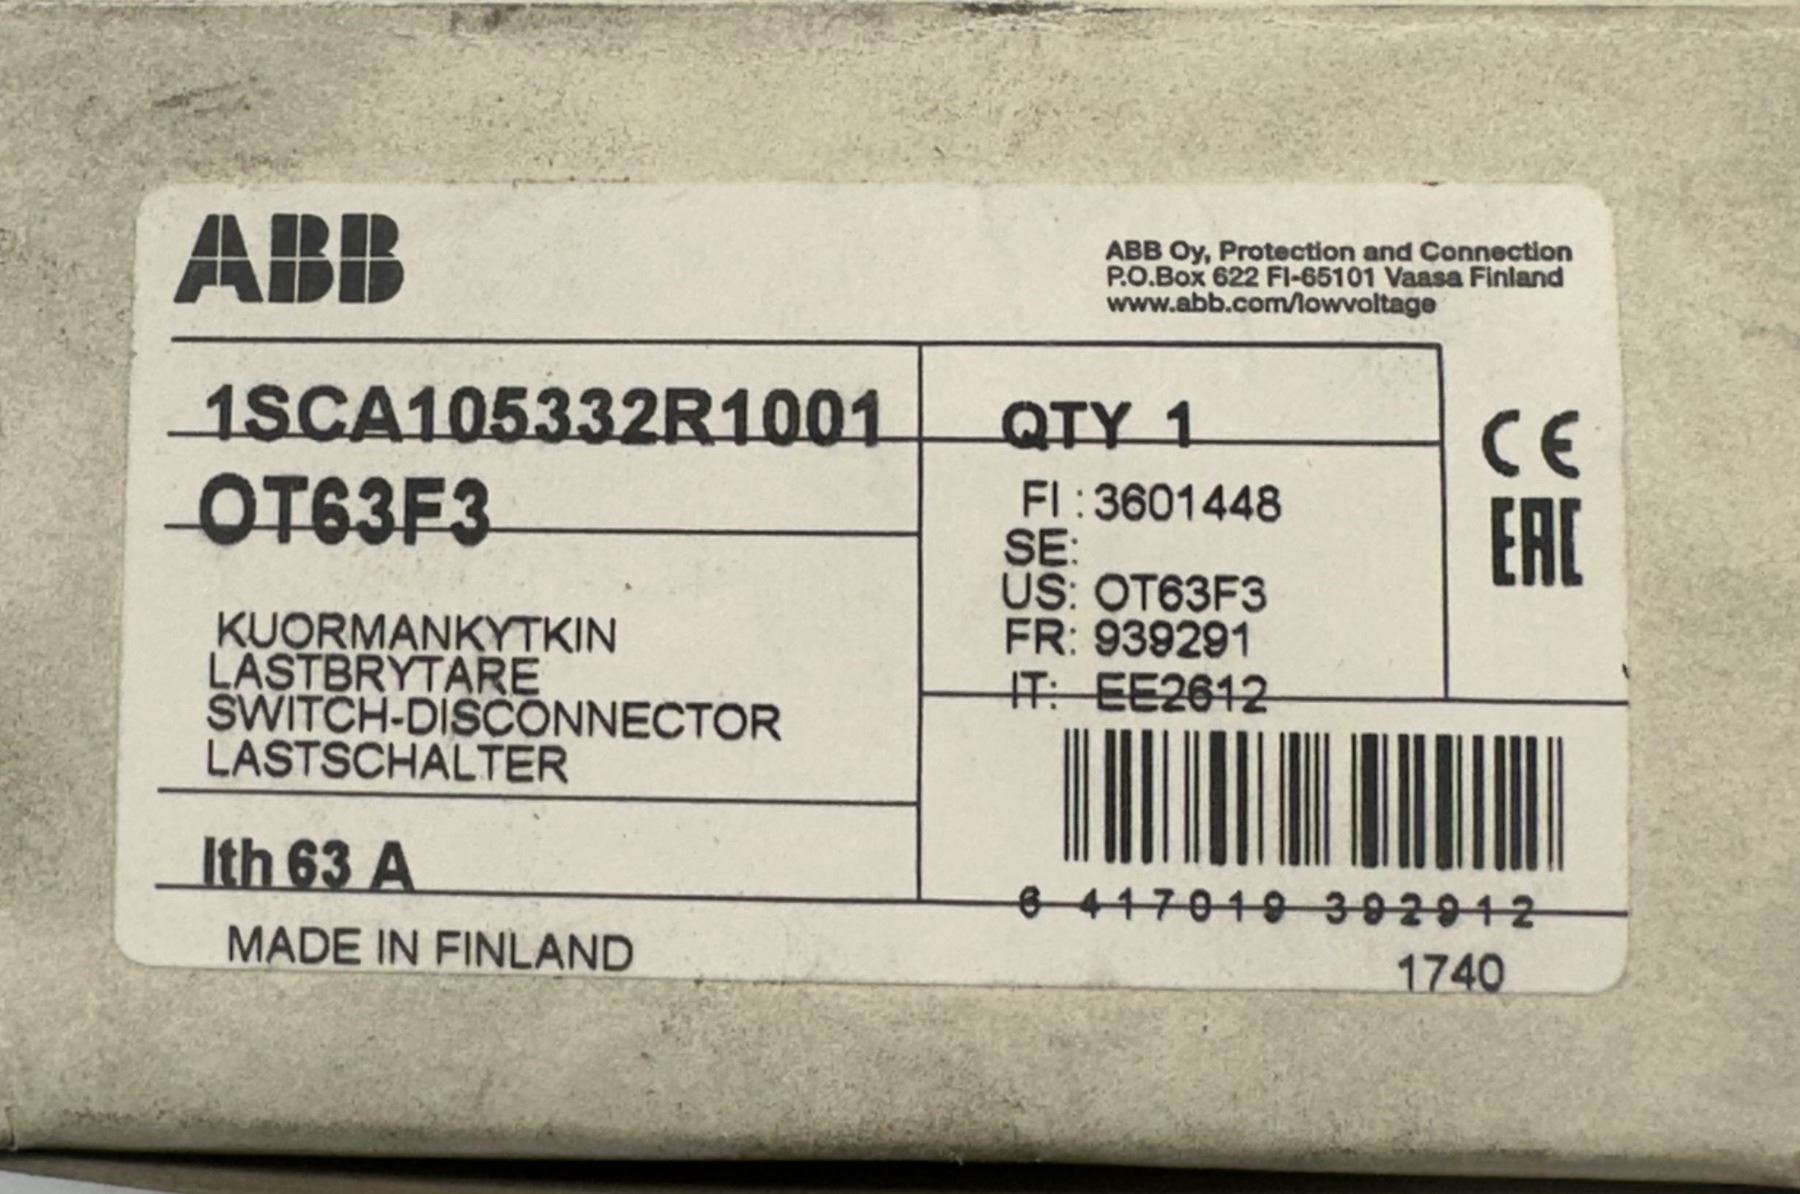 ABB
ABB Oy, Protection and Connection
P.O.Box 622 FI-65101 Vaasa Finland
www.abb.com/lowvoltage
1SCA105332R1001
QTY 1
OT63F3
FI : 3601448
SE:
US: OT63F3
FR: 939291
IT: EE2612
CE
EAC
KUORMANKYTKIN
LASTBRYTARE
SWITCH-DISCONNECTOR
LASTSCHALTER
Ith 63 A
6 417019 392912
MADE IN FINLAND
1740